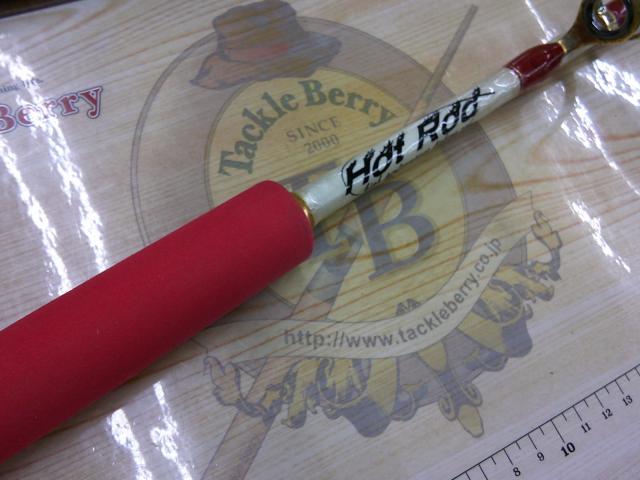 Berry
Tackle Berry
SINCE
2000
Hot Rod
B
http://www.tackleberry.co.jp
8 9 10 11 12 13